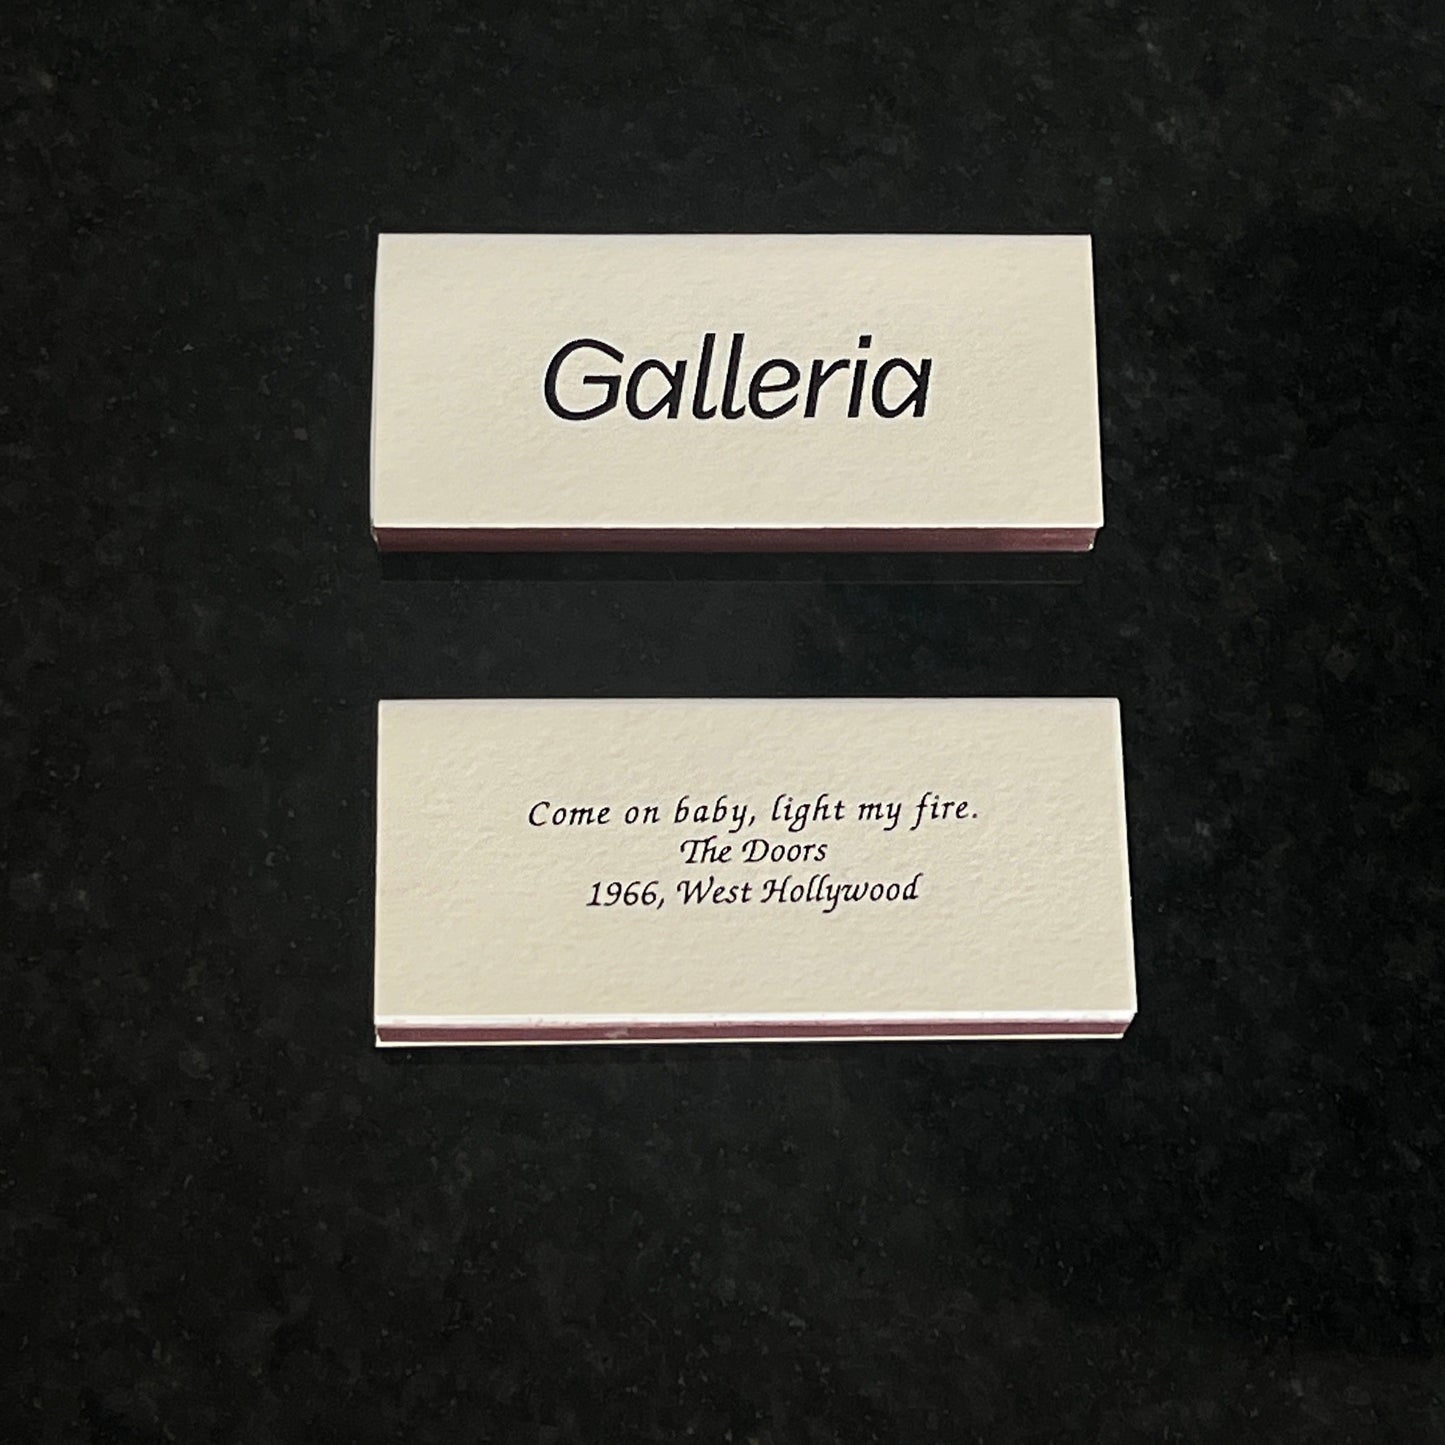 Galleria
Come on baby, light my fire.
The Doors
1966, West Hollywood